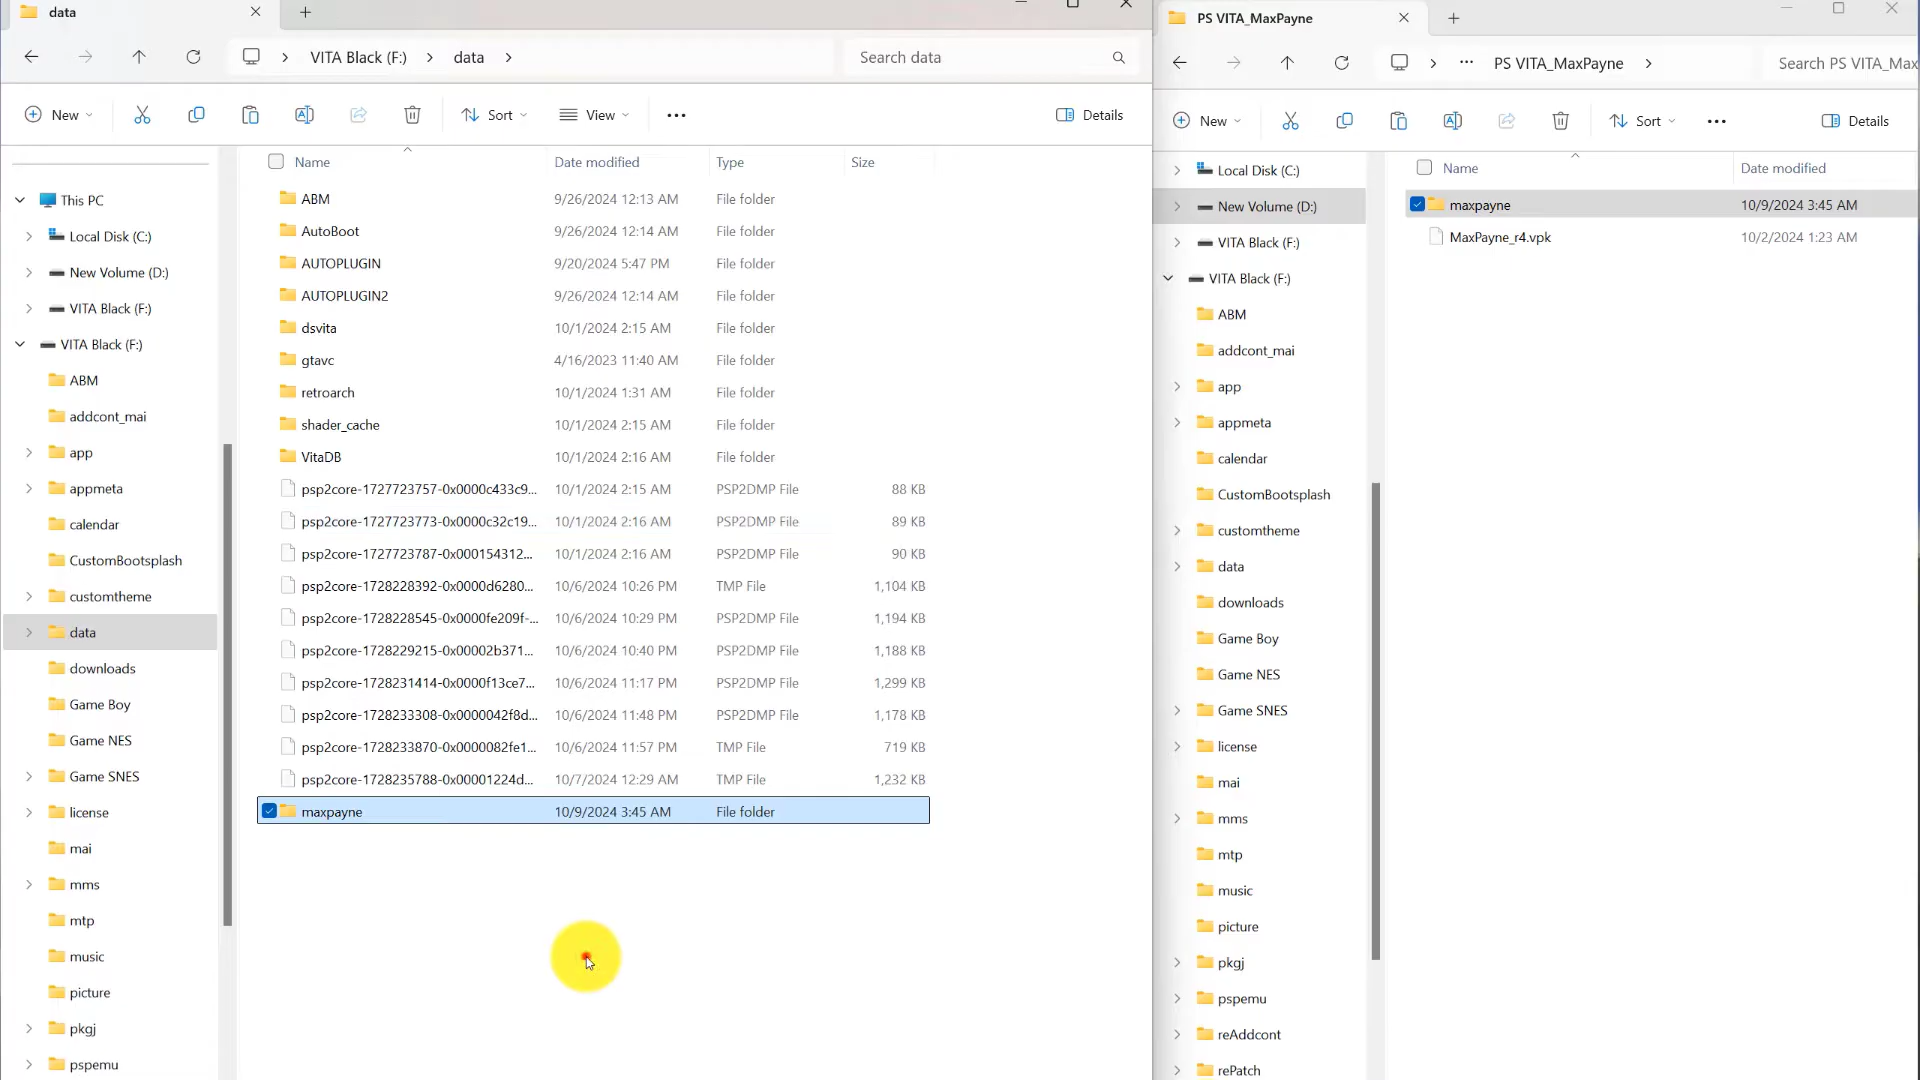 data
VITA Black (F:) data
Search data
New
Sort
View
Details
Name Date modified Type Size
This PC
Local Disk (C:)
New Volume (D:)
VITA Black (F:)
VITA Black (F:)
ABM
addcont_mai
app
appmeta
calendar
CustomBootsplash
customtheme
data
downloads
Game Boy
Game NES
Game SNES
license
mai
mms
mtp
music
picture
pkgj
pspemu
ABM 9/26/2024 12:13 AM File folder
AutoBoot 9/26/2024 12:14 AM File folder
AUTOPLUGIN 9/20/2024 5:47 PM File folder
AUTOPLUGIN2 9/26/2024 12:14 AM File folder
dsvita 10/1/2024 2:15 AM File folder
gtavc 4/16/2023 11:40 AM File folder
retroarch 10/1/2024 1:31 AM File folder
shader_cache 10/1/2024 2:15 AM File folder
VitaDB 10/1/2024 2:16 AM File folder
psp2core-1727723757-0x0000c433c9... 10/1/2024 2:15 AM PSP2DMP File 88 KB
psp2core-1727723773-0x0000c32c19... 10/1/2024 2:16 AM PSP2DMP File 89 KB
psp2core-1727723787-0x000154312... 10/1/2024 2:16 AM PSP2DMP File 90 KB
psp2core-1728228392-0x0000d6280... 10/6/2024 10:26 PM TMP File 1,104 KB
psp2core-1728228545-0x0000fe209f-... 10/6/2024 10:29 PM PSP2DMP File 1,194 KB
psp2core-1728229215-0x00002b371... 10/6/2024 10:40 PM PSP2DMP File 1,188 KB
psp2core-1728231414-0x0000f13ce7... 10/6/2024 11:17 PM PSP2DMP File 1,299 KB
psp2core-1728233308-0x0000042f8d... 10/6/2024 11:48 PM PSP2DMP File 1,178 KB
psp2core-1728233870-0x0000082fe1... 10/6/2024 11:57 PM TMP File 719 KB
psp2core-1728235788-0x00001224d... 10/7/2024 12:29 AM TMP File 1,232 KB
maxpayne 10/9/2024 3:45 AM File folder
PS VITA_MaxPayne
PS VITA_MaxPayne
Search PS VITA_Max
New
Sort
Details
Name Date modified
Local Disk (C:)
New Volume (D:)
VITA Black (F:)
VITA Black (F:)
ABM
addcont_mai
app
appmeta
calendar
CustomBootsplash
customtheme
data
downloads
Game Boy
Game NES
Game SNES
license
mai
mms
mtp
music
picture
pkgj
pspemu
reAddcont
rePatch
maxpayne 10/9/2024 3:45 AM
MaxPayne_r4.vpk 10/2/2024 1:23 AM